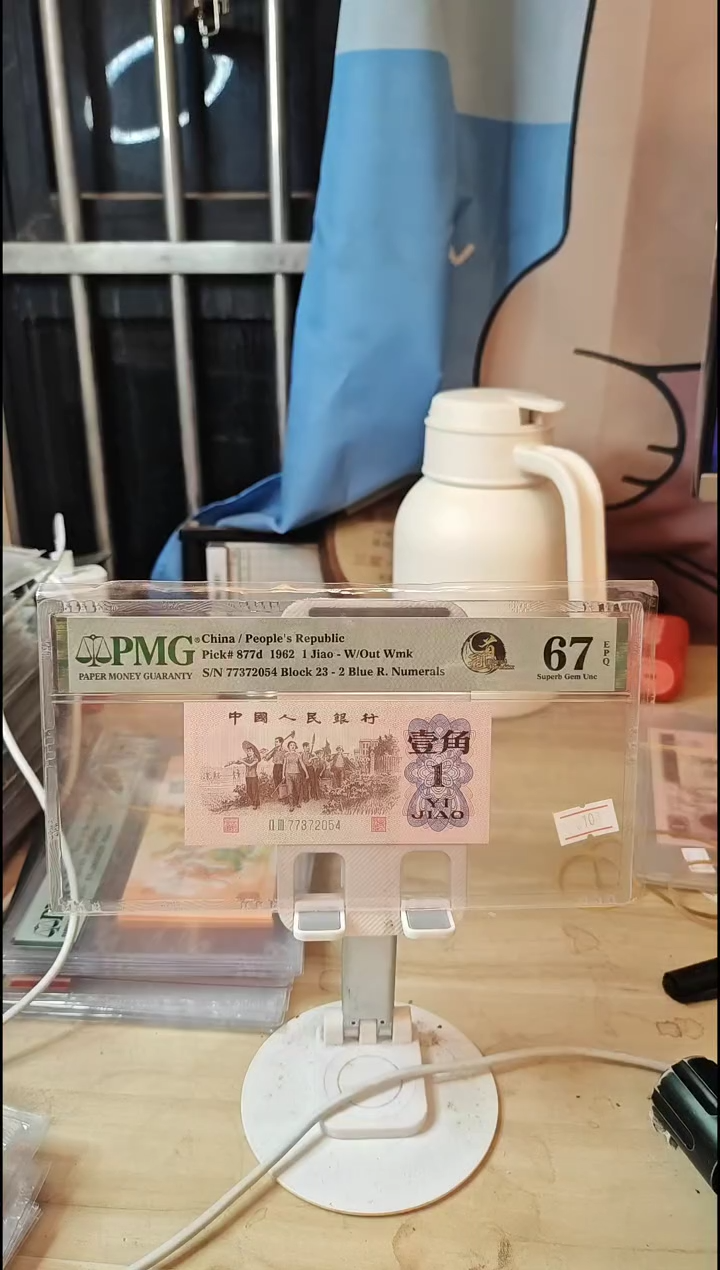 PMG
PAPER MONEY GUARANTY
China / People's Republic
Pick# 877d 1962 1 Jiao - W/Out Wmk
S/N 77372054 Block 23 - 2 Blue R. Numerals
67
EPQ
Superb Gem Unc
中國人民銀行
壹角
1
YI
JIAO
II III 77372054
10